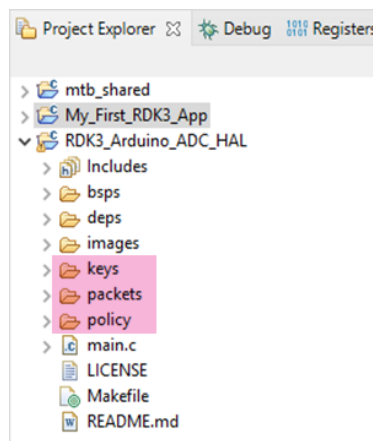 Project Explorer Debug 1010 0101 Registers
mtb_shared
My_First_RDK3_App
RDK3_Arduino_ADC_HAL
Includes
bsps
deps
images
keys
packets
policy
main.c
LICENSE
Makefile
README.md